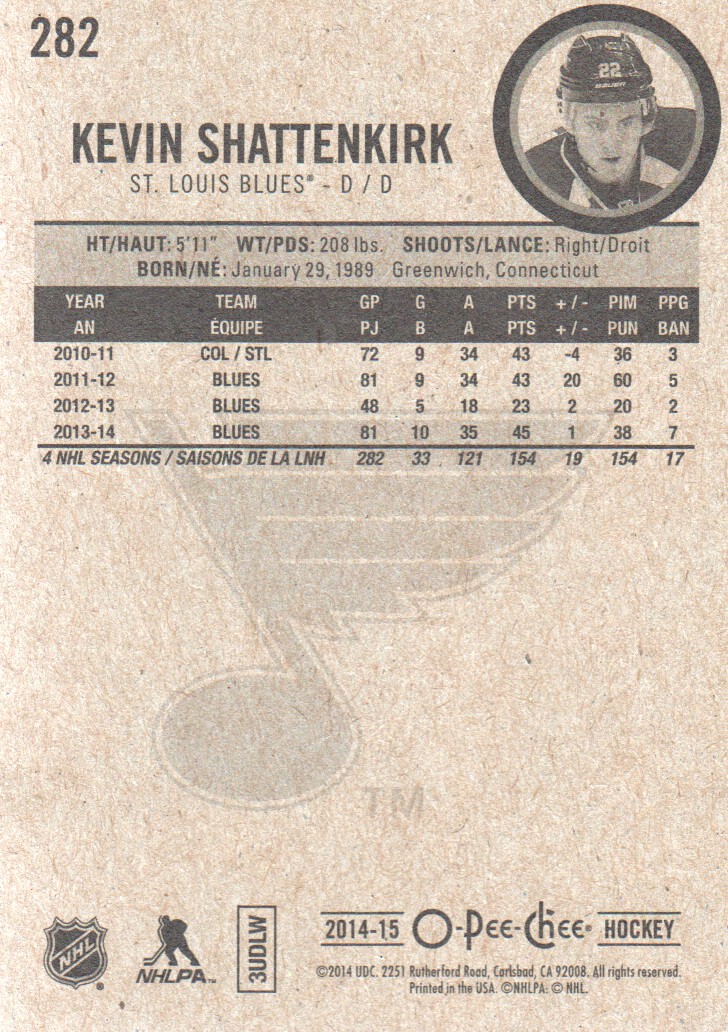 282
22
BAUER
KEVIN SHATTENKIRK
ST. LOUIS BLUES® - D / D
HT/HAUT: 5'11" WT/PDS: 208 lbs. SHOOTS/LANCE: Right/Droit
BORN/NÉ: January 29, 1989 Greenwich, Connecticut
YEAR TEAM GP G A PTS + / - PIM PPG
AN ÉQUIPE PJ B A PTS + / - PUN BAN
2010-11 COL / STL 72 9 34 43 -4 36 3
2011-12 BLUES 81 9 34 43 20 60 5
2012-13 BLUES 48 5 18 23 2 20 2
2013-14 BLUES 81 10 35 45 1 38 7
4 NHL SEASONS / SAISONS DE LA LNH 282 33 121 154 19 154 17
TM
NHL ®
NHLPA™
3UDLW
2014-15 O-Pee-Chee® HOCKEY
©2014 UDC. 2251 Rutherford Road, Carlsbad, CA 92008. All rights reserved.
Printed in the USA. ©NHLPA. © NHL.